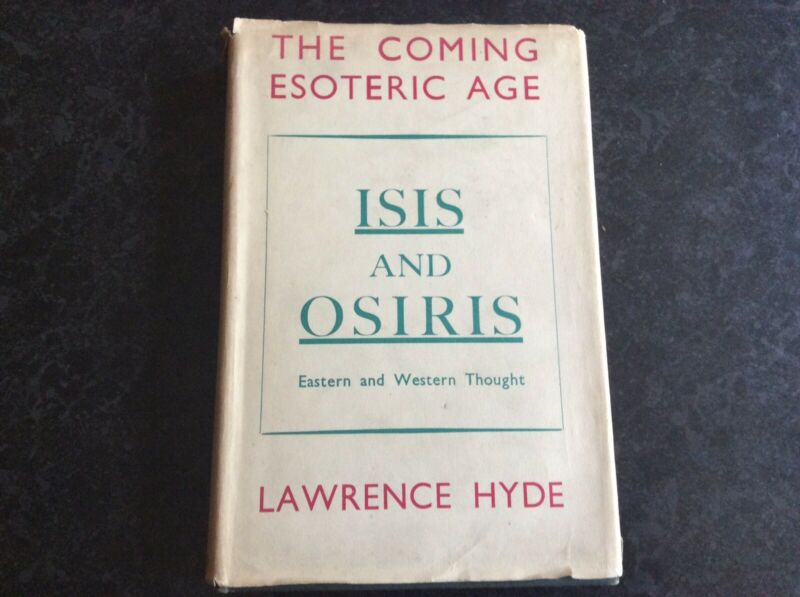 THE COMING
ESOTERIC AGE
ISIS
AND
OSIRIS
Eastern and Western Thought
LAWRENCE HYDE